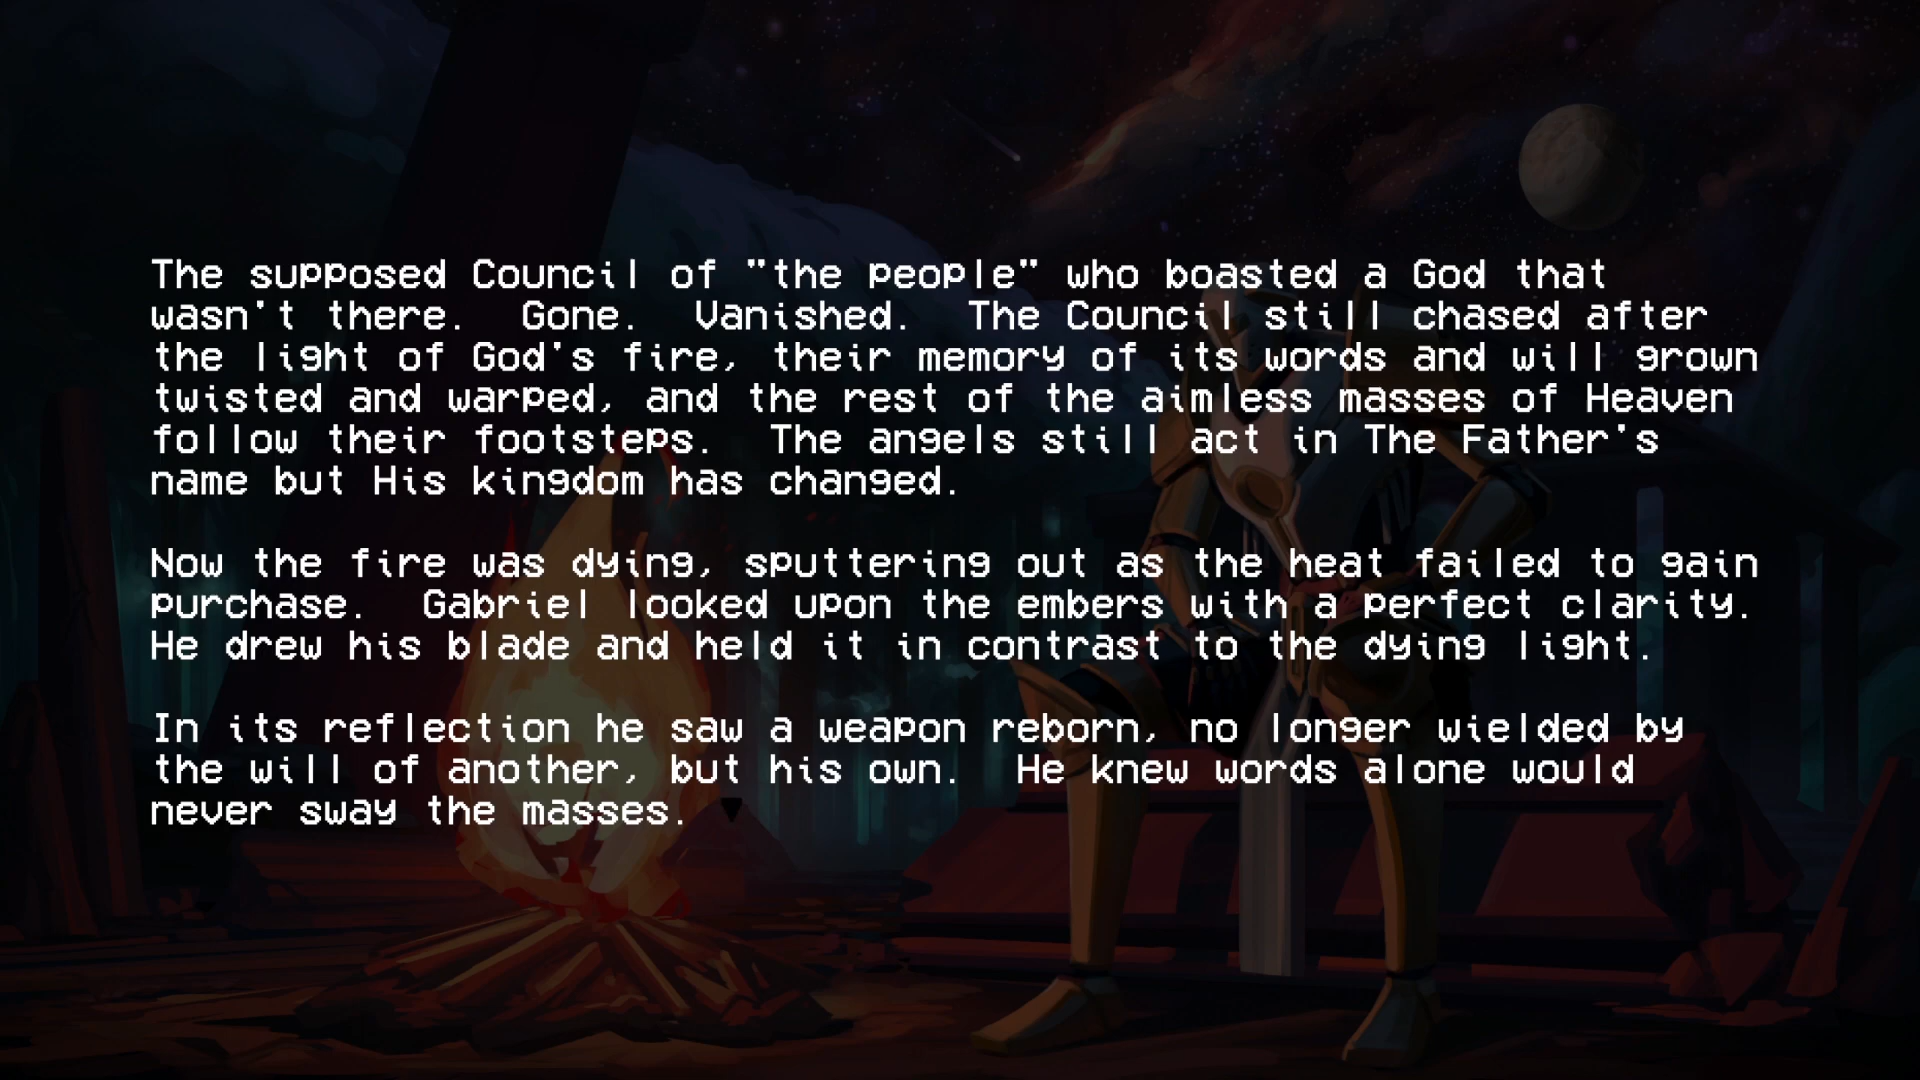 The supposed Council of "the people" who boasted a God that
wasn't there.  Gone.  Vanished.  The Council still chased after
the light of God's fire, their memory of its words and will grown
twisted and warped, and the rest of the aimless masses of Heaven
follow their footsteps.  The angels still act in The Father's
name but His kingdom has changed.
Now the fire was dying, sputtering out as the heat failed to gain
purchase.  Gabriel looked upon the embers with a perfect clarity.
He drew his blade and held it in contrast to the dying light.
In its reflection he saw a weapon reborn, no longer wielded by
the will of another, but his own.  He knew words alone would
never sway the masses.